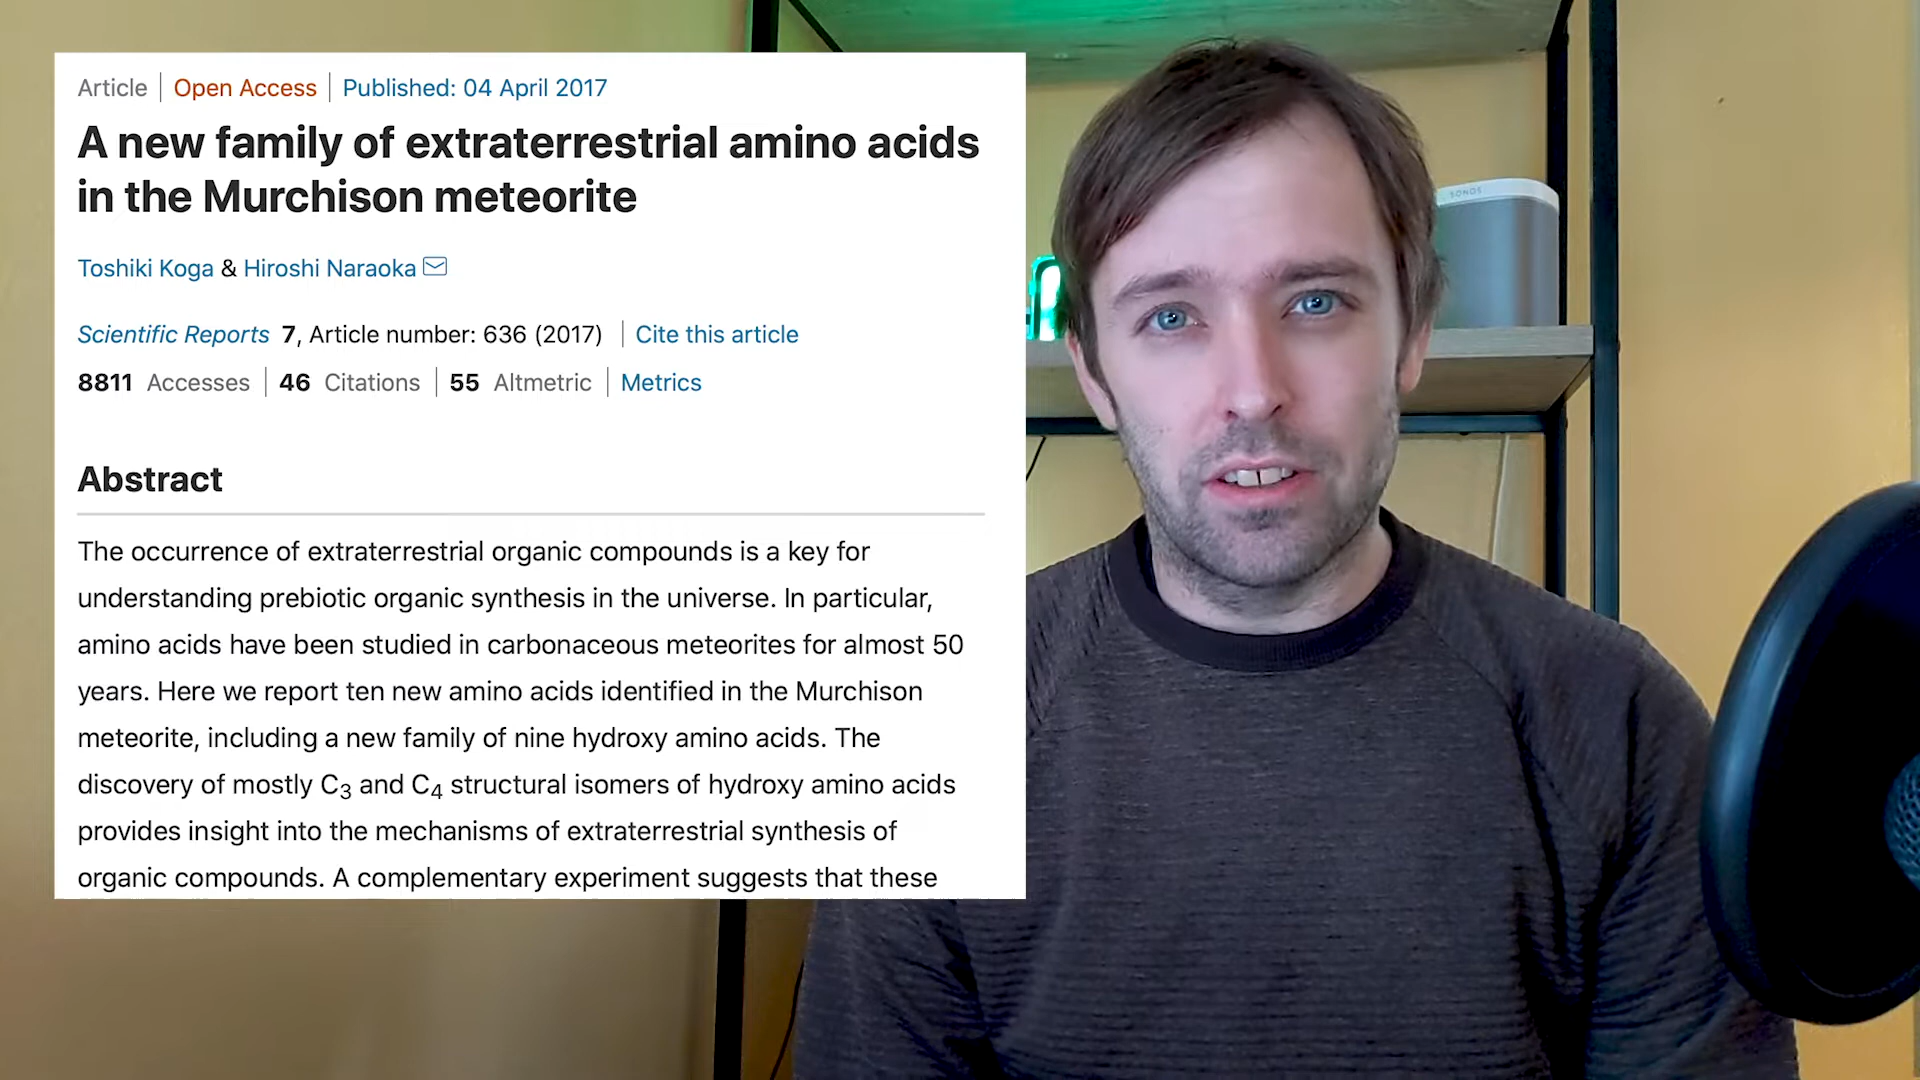 Article | Open Access | Published: 04 April 2017
A new family of extraterrestrial amino acids
in the Murchison meteorite
Toshiki Koga & Hiroshi Naraoka
Scientific Reports 7, Article number: 636 (2017) | Cite this article
8811 Accesses | 46 Citations | 55 Altmetric | Metrics
Abstract
The occurrence of extraterrestrial organic compounds is a key for
understanding prebiotic organic synthesis in the universe. In particular,
amino acids have been studied in carbonaceous meteorites for almost 50
years. Here we report ten new amino acids identified in the Murchison
meteorite, including a new family of nine hydroxy amino acids. The
discovery of mostly C₃ and C₄ structural isomers of hydroxy amino acids
provides insight into the mechanisms of extraterrestrial synthesis of
organic compounds. A complementary experiment suggests that these
SONOS